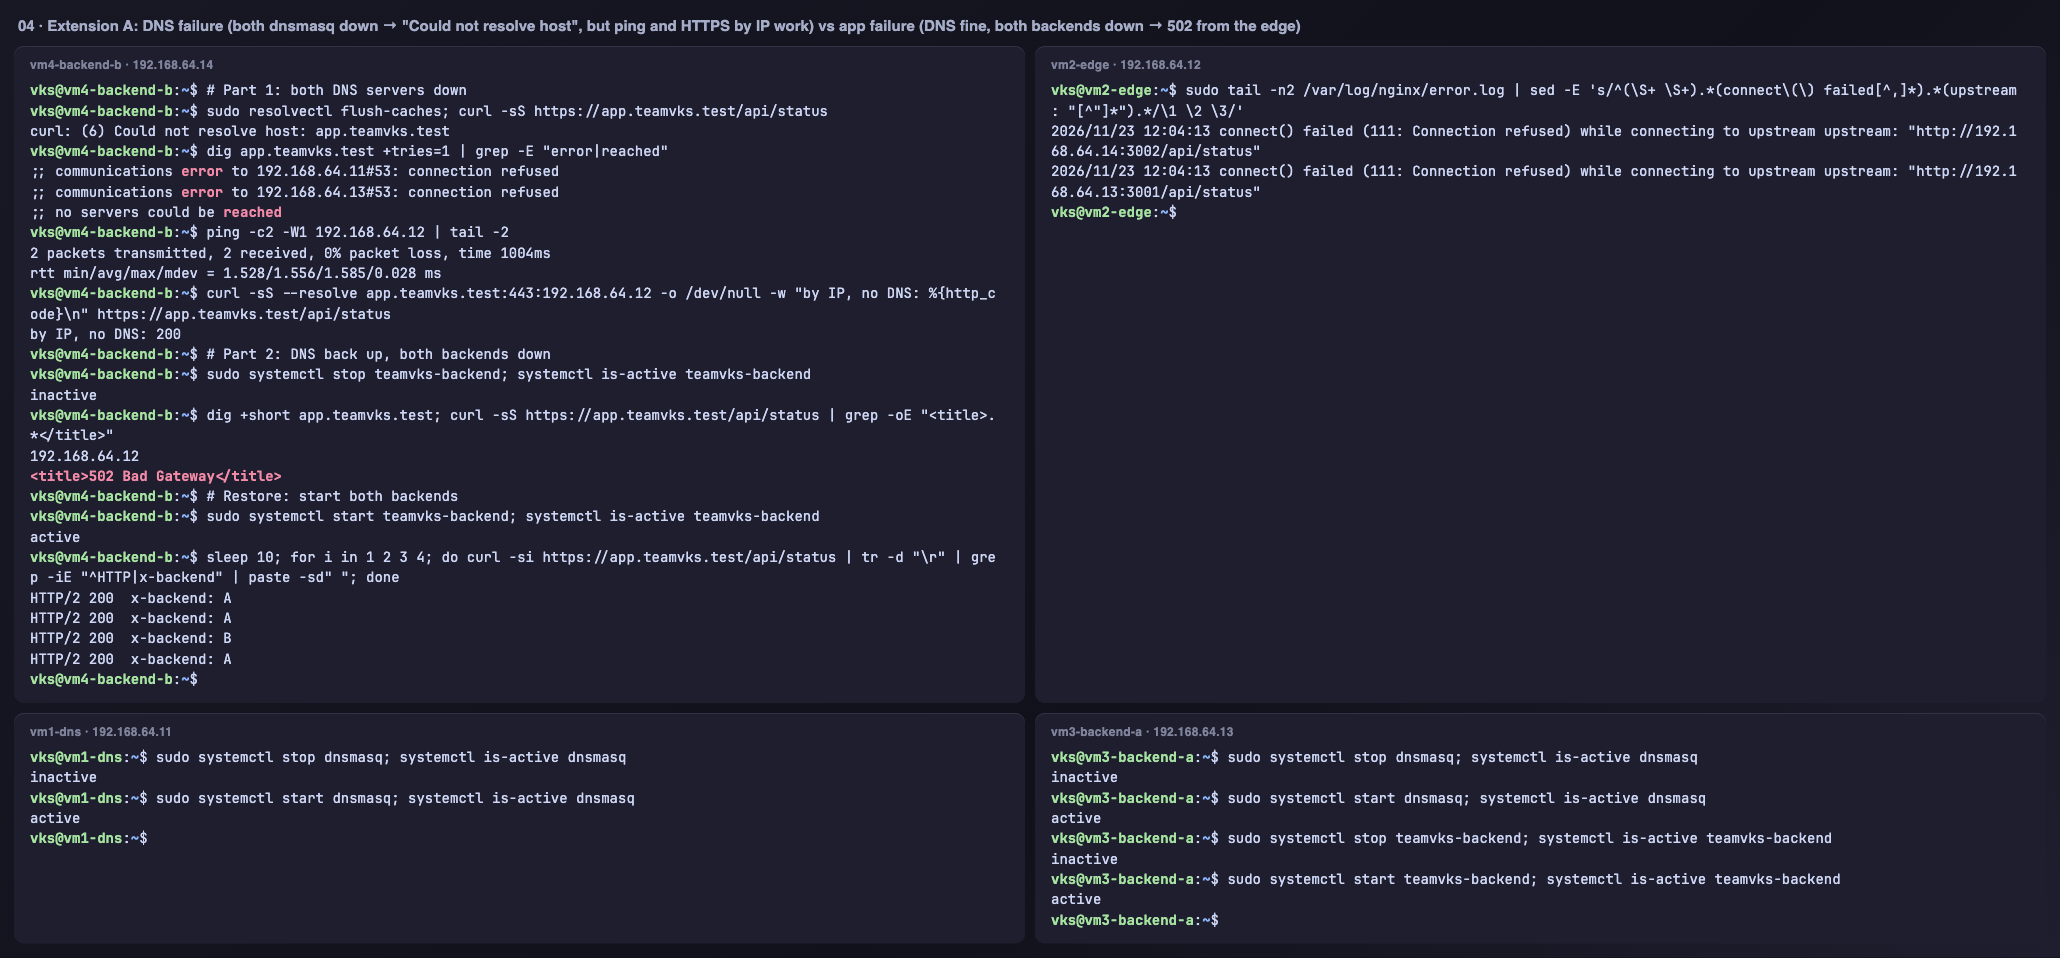 04 · Extension A: DNS failure (both dnsmasq down → "Could not resolve host", but ping and HTTPS by IP work) vs app failure (DNS fine, both backends down → 502 from the edge)
vm4-backend-b · 192.168.64.14
vks@vm4-backend-b:~$ # Part 1: both DNS servers down
vks@vm4-backend-b:~$ sudo resolvectl flush-caches; curl -sS https://app.teamvks.test/api/status
curl: (6) Could not resolve host: app.teamvks.test
vks@vm4-backend-b:~$ dig app.teamvks.test +tries=1 | grep -E "error|reached"
;; communications error to 192.168.64.11#53: connection refused
;; communications error to 192.168.64.13#53: connection refused
;; no servers could be reached
vks@vm4-backend-b:~$ ping -c2 -W1 192.168.64.12 | tail -2
2 packets transmitted, 2 received, 0% packet loss, time 1004ms
rtt min/avg/max/mdev = 1.528/1.556/1.585/0.028 ms
vks@vm4-backend-b:~$ curl -sS --resolve app.teamvks.test:443:192.168.64.12 -o /dev/null -w "by IP, no DNS: %{http_c
ode}\n" https://app.teamvks.test/api/status
by IP, no DNS: 200
vks@vm4-backend-b:~$ # Part 2: DNS back up, both backends down
vks@vm4-backend-b:~$ sudo systemctl stop teamvks-backend; systemctl is-active teamvks-backend
inactive
vks@vm4-backend-b:~$ dig +short app.teamvks.test; curl -sS https://app.teamvks.test/api/status | grep -oE "<title>.
*</title>"
192.168.64.12
<title>502 Bad Gateway</title>
vks@vm4-backend-b:~$ # Restore: start both backends
vks@vm4-backend-b:~$ sudo systemctl start teamvks-backend; systemctl is-active teamvks-backend
active
vks@vm4-backend-b:~$ sleep 10; for i in 1 2 3 4; do curl -si https://app.teamvks.test/api/status | tr -d "\r" | gre
p -iE "^HTTP|x-backend" | paste -sd" "; done
HTTP/2 200  x-backend: A
HTTP/2 200  x-backend: A
HTTP/2 200  x-backend: B
HTTP/2 200  x-backend: A
vks@vm4-backend-b:~$
vm2-edge · 192.168.64.12
vks@vm2-edge:~$ sudo tail -n2 /var/log/nginx/error.log | sed -E 's/^(\S+ \S+).*(connect\(\) failed[^,]*).*(upstream
: "[^"]*").*/\1 \2 \3/'
2026/11/23 12:04:13 connect() failed (111: Connection refused) while connecting to upstream upstream: "http://192.1
68.64.14:3002/api/status"
2026/11/23 12:04:13 connect() failed (111: Connection refused) while connecting to upstream upstream: "http://192.1
68.64.13:3001/api/status"
vks@vm2-edge:~$
vm1-dns · 192.168.64.11
vks@vm1-dns:~$ sudo systemctl stop dnsmasq; systemctl is-active dnsmasq
inactive
vks@vm1-dns:~$ sudo systemctl start dnsmasq; systemctl is-active dnsmasq
active
vks@vm1-dns:~$
vm3-backend-a · 192.168.64.13
vks@vm3-backend-a:~$ sudo systemctl stop dnsmasq; systemctl is-active dnsmasq
inactive
vks@vm3-backend-a:~$ sudo systemctl start dnsmasq; systemctl is-active dnsmasq
active
vks@vm3-backend-a:~$ sudo systemctl stop teamvks-backend; systemctl is-active teamvks-backend
inactive
vks@vm3-backend-a:~$ sudo systemctl start teamvks-backend; systemctl is-active teamvks-backend
active
vks@vm3-backend-a:~$